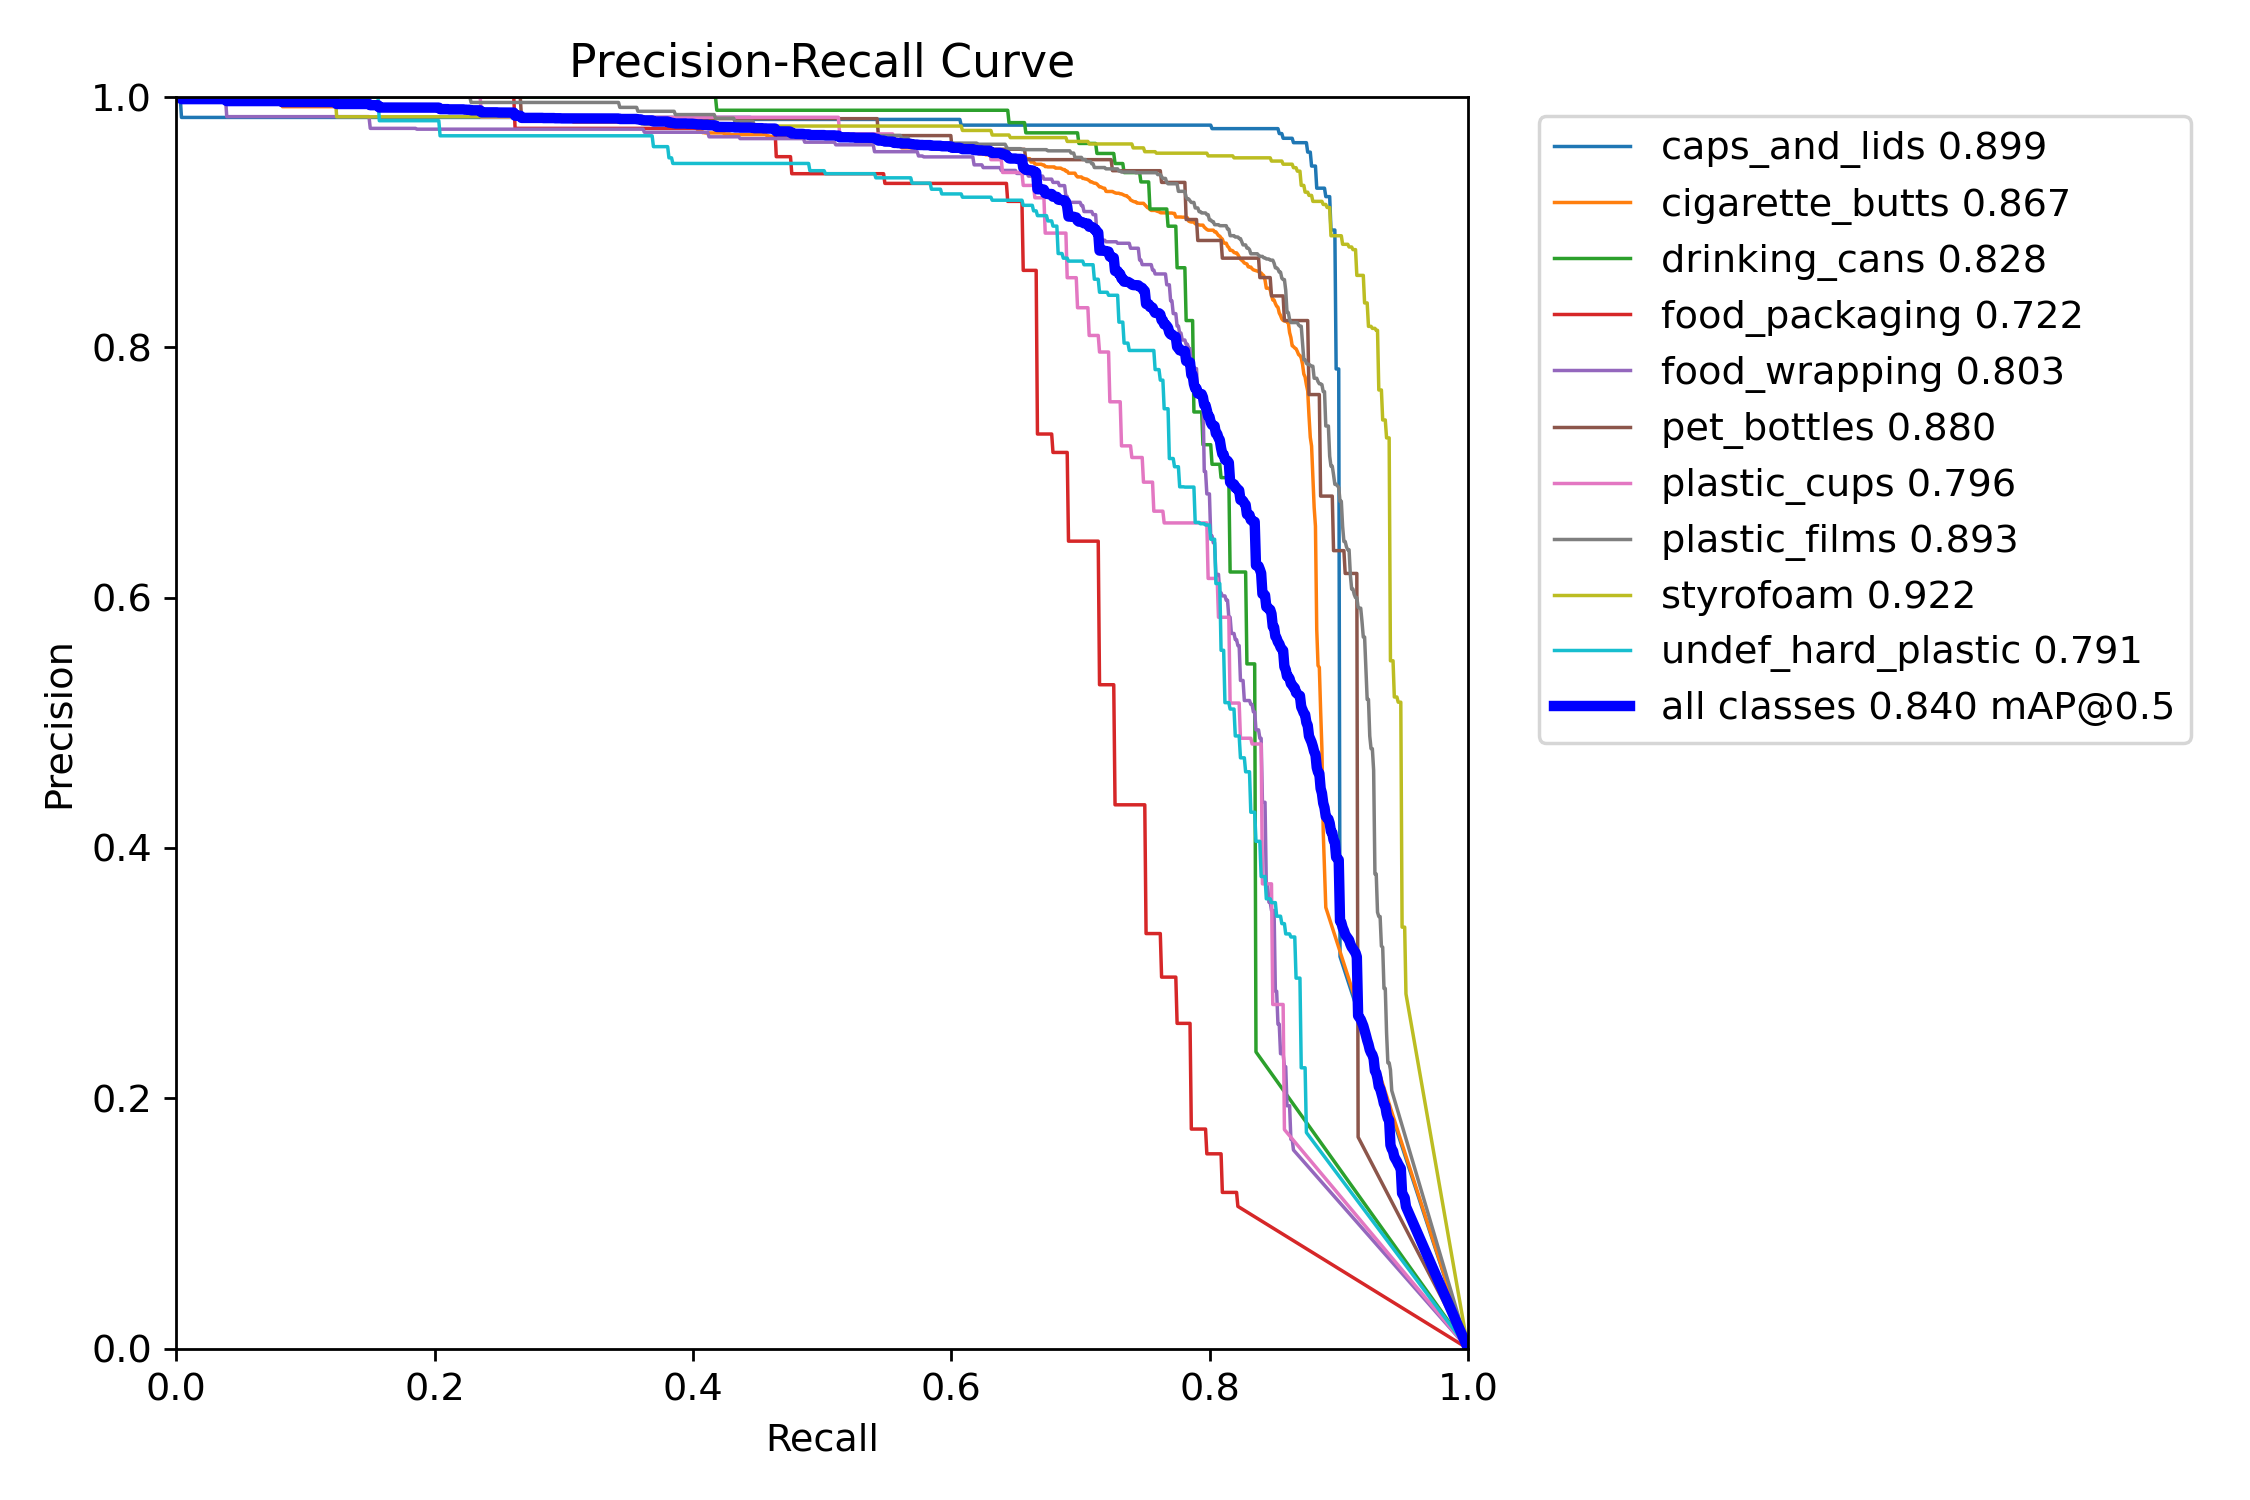 Precision-Recall Curve
1.0
0.8
0.6
0.4
0.2
0.0
Precision
0.0 0.2 0.4 0.6 0.8 1.0
Recall
caps_and_lids 0.899
cigarette_butts 0.867
drinking_cans 0.828
food_packaging 0.722
food_wrapping 0.803
pet_bottles 0.880
plastic_cups 0.796
plastic_films 0.893
styrofoam 0.922
undef_hard_plastic 0.791
all classes 0.840 mAP@0.5